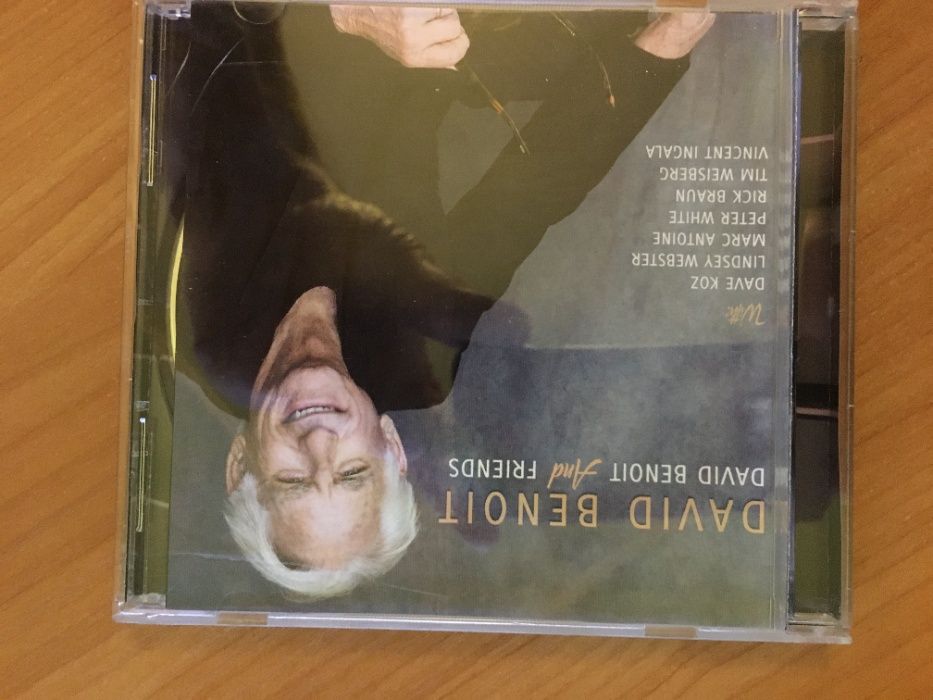 DAVID BENOIT
DAVID BENOIT And FRIENDS
With:
DAVE KOZ
LINDSEY WEBSTER
MARC ANTOINE
PETER WHITE
RICK BRAUN
TIM WEISBERG
VINCENT INGALA